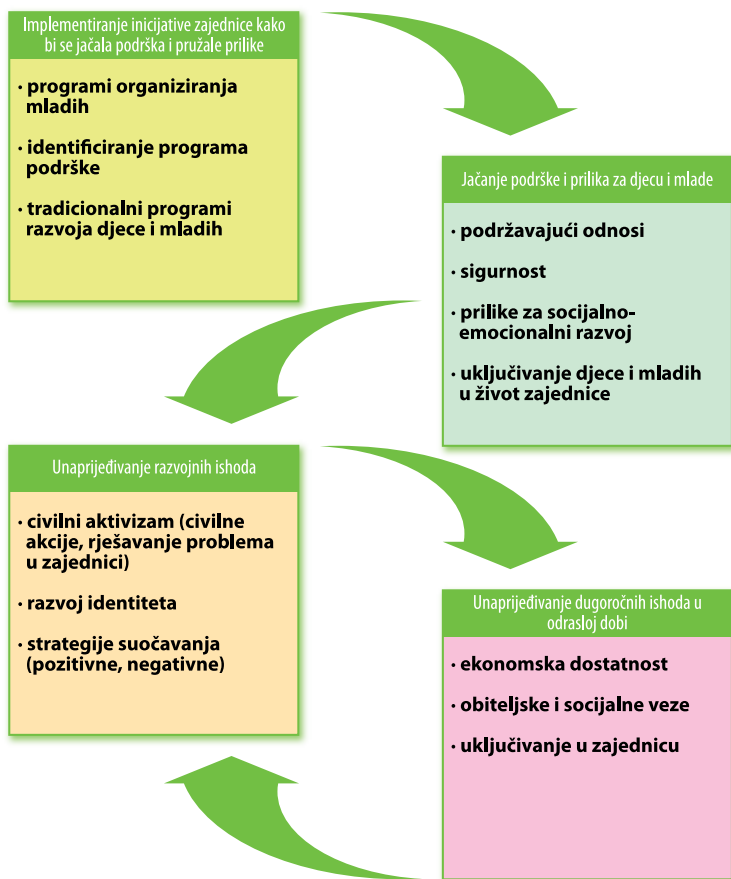 Implementiranje inicijative zajednice kako
bi se jačala podrška i pružale prilike
· programi organiziranja
mladih
· identificiranje programa
podrške
· tradicionalni programi
razvoja djece i mladih
Jačanje podrške i prilika za djecu i mlade
· podržavajući odnosi
· sigurnost
· prilike za socijalno-
emocionalni razvoj
· uključivanje djece i mladih
u život zajednice
Unaprijeđivanje razvojnih ishoda
· civilni aktivizam (civilne
akcije, rješavanje problema
u zajednici)
· razvoj identiteta
· strategije suočavanja
(pozitivne, negativne)
Unaprijeđivanje dugoročnih ishoda u
odrasloj dobi
· ekonomska dostatnost
· obiteljske i socijalne veze
· uključivanje u zajednicu